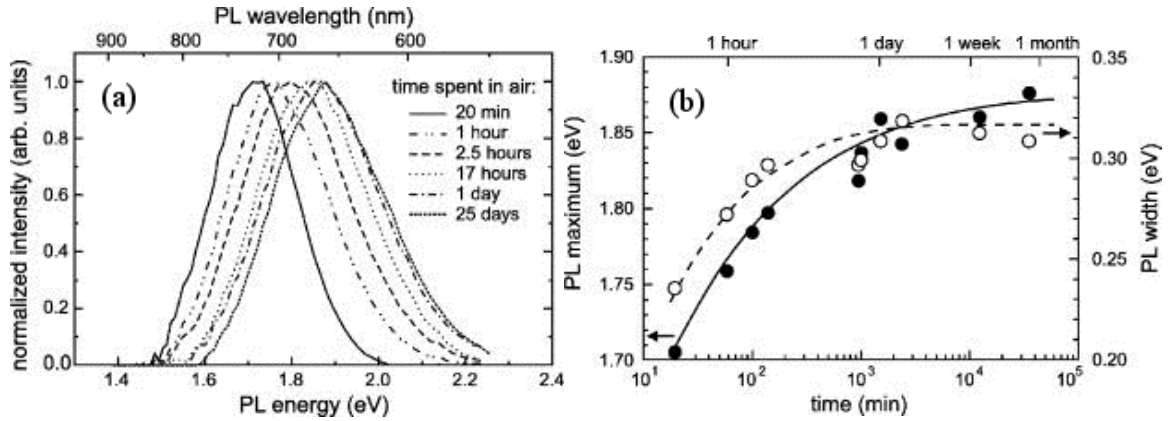 PL wavelength (nm)
900 800 700 600
(a)
time spent in air:
20 min
1 hour
2.5 hours
17 hours
1 day
25 days
normalized intensity (arb. units)
1.0
0.8
0.6
0.4
0.2
0.0
1.4 1.6 1.8 2.0 2.2 2.4
PL energy (eV)
1 hour 1 day 1 week 1 month
(b)
PL maximum (eV)
1.90
1.85
1.80
1.75
1.70
PL width (eV)
0.35
0.30
0.25
0.20
10¹ 10² 10³ 10⁴ 10⁵
time (min)